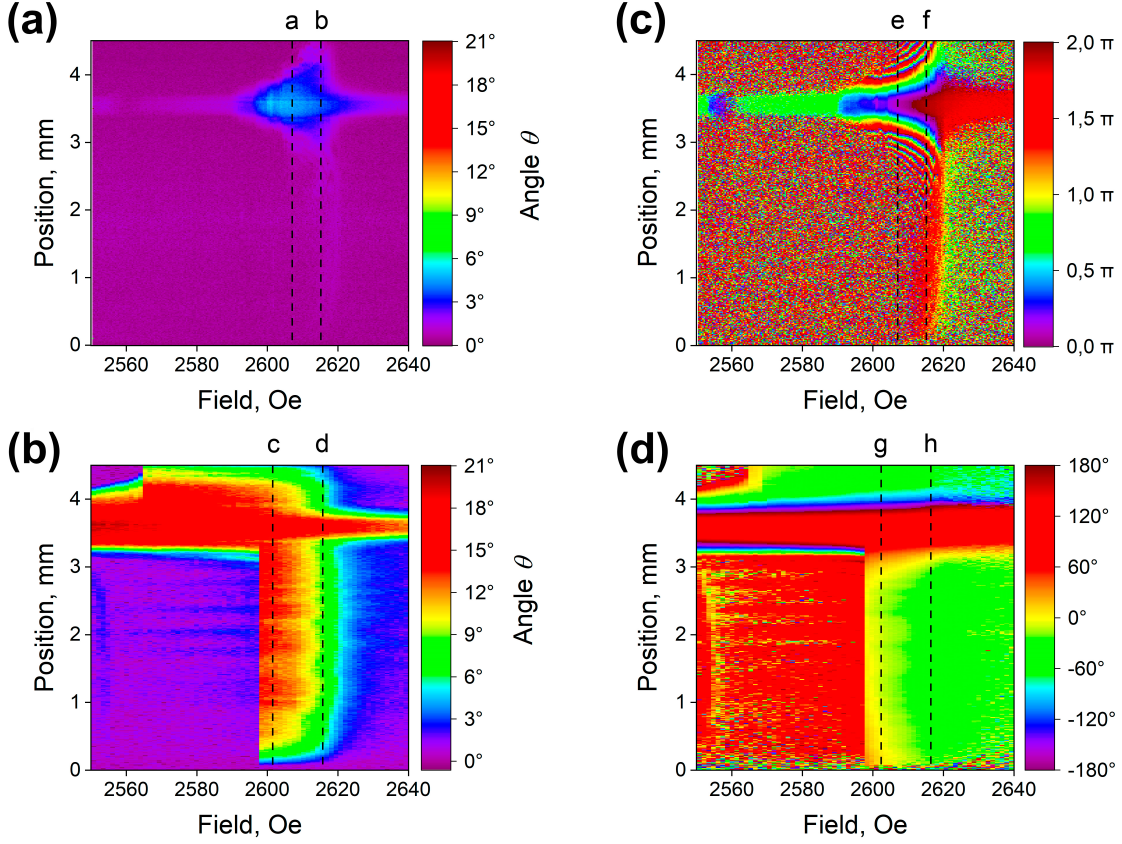 (a)
a b
Position, mm
4
3
2
1
0
2560 2580 2600 2620 2640
Field, Oe
21°
18°
15°
12°
9°
6°
3°
0°
Angle θ
(c)
e f
Position, mm
4
3
2
1
0
2560 2580 2600 2620 2640
Field, Oe
2,0 π
1,5 π
1,0 π
0,5 π
0,0 π
(b)
c d
Position, mm
4
3
2
1
0
2560 2580 2600 2620 2640
Field, Oe
21°
18°
15°
12°
9°
6°
3°
0°
Angle θ
(d)
g h
Position, mm
4
3
2
1
0
2560 2580 2600 2620 2640
Field, Oe
180°
120°
60°
0°
-60°
-120°
-180°